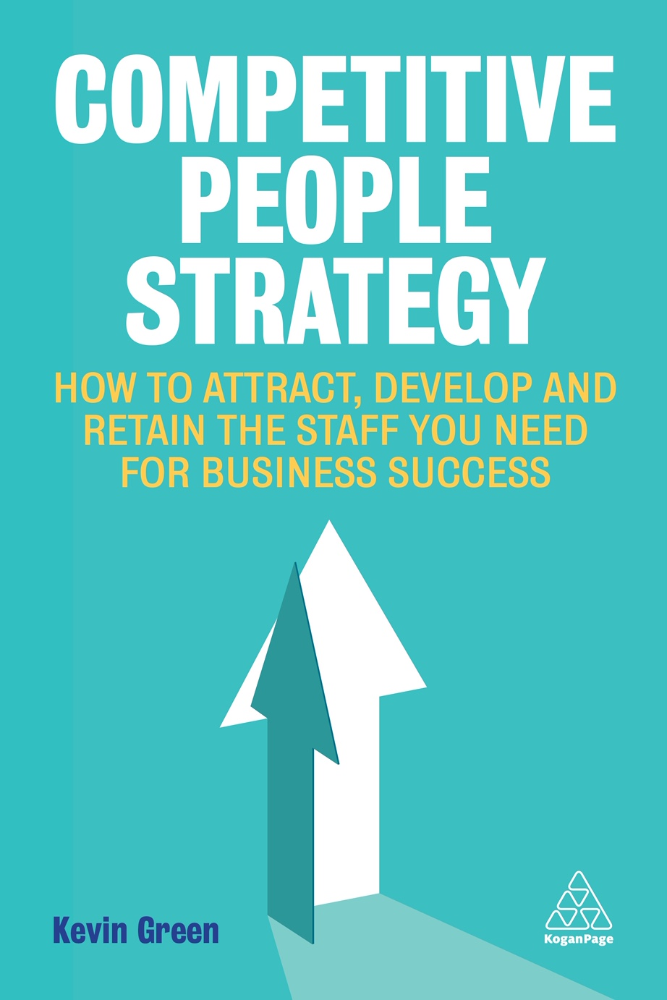 COMPETITIVE
PEOPLE
STRATEGY
HOW TO ATTRACT, DEVELOP AND
RETAIN THE STAFF YOU NEED
FOR BUSINESS SUCCESS
Kevin Green
KoganPage